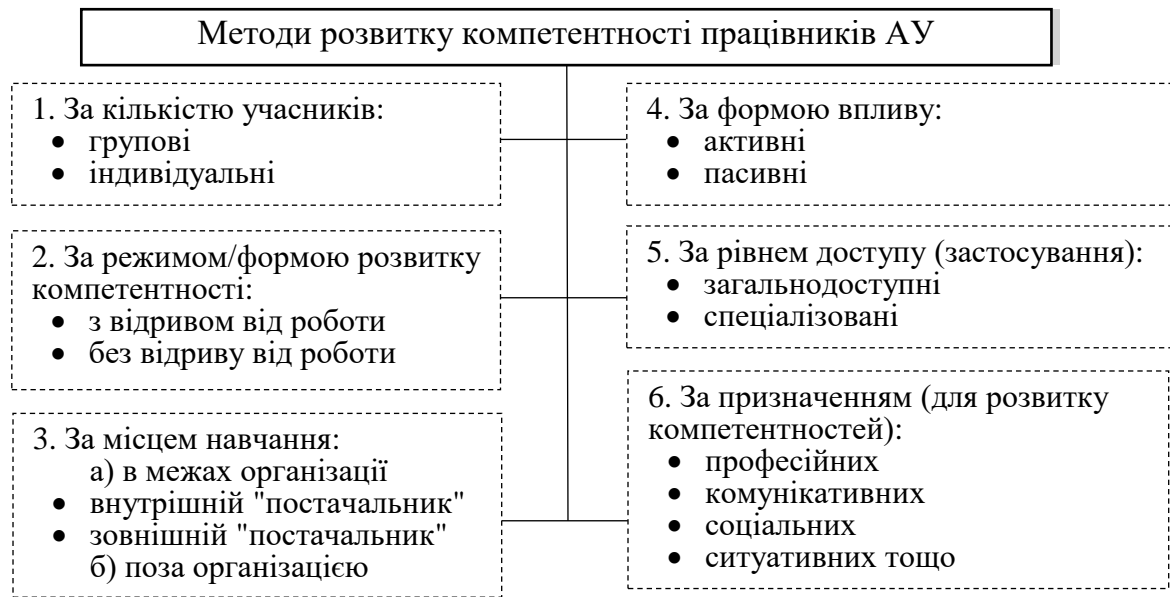 Методи розвитку компетентності працівників АУ
1. За кількістю учасників:
• групові
• індивідуальні
2. За режимом/формою розвитку
компетентності:
• з відривом від роботи
• без відриву від роботи
3. За місцем навчання:
а) в межах організації
• внутрішній "постачальник"
• зовнішній "постачальник"
б) поза організацією
4. За формою впливу:
• активні
• пасивні
5. За рівнем доступу (застосування):
• загальнодоступні
• спеціалізовані
6. За призначенням (для розвитку
компетентностей):
• професійних
• комунікативних
• соціальних
• ситуативних тощо